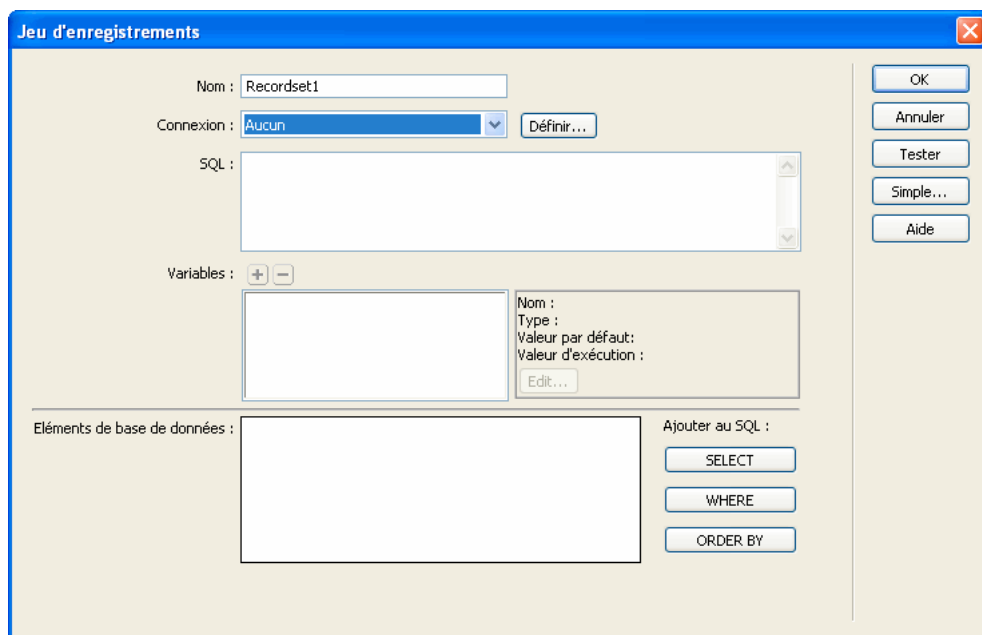 Jeu d'enregistrements
Nom : Recordset1
Connexion : Aucun Définir...
SQL :
Variables : + −
Nom :
Type :
Valeur par défaut:
Valeur d'exécution :
Edit...
Eléments de base de données :
Ajouter au SQL :
SELECT
WHERE
ORDER BY
OK
Annuler
Tester
Simple...
Aide